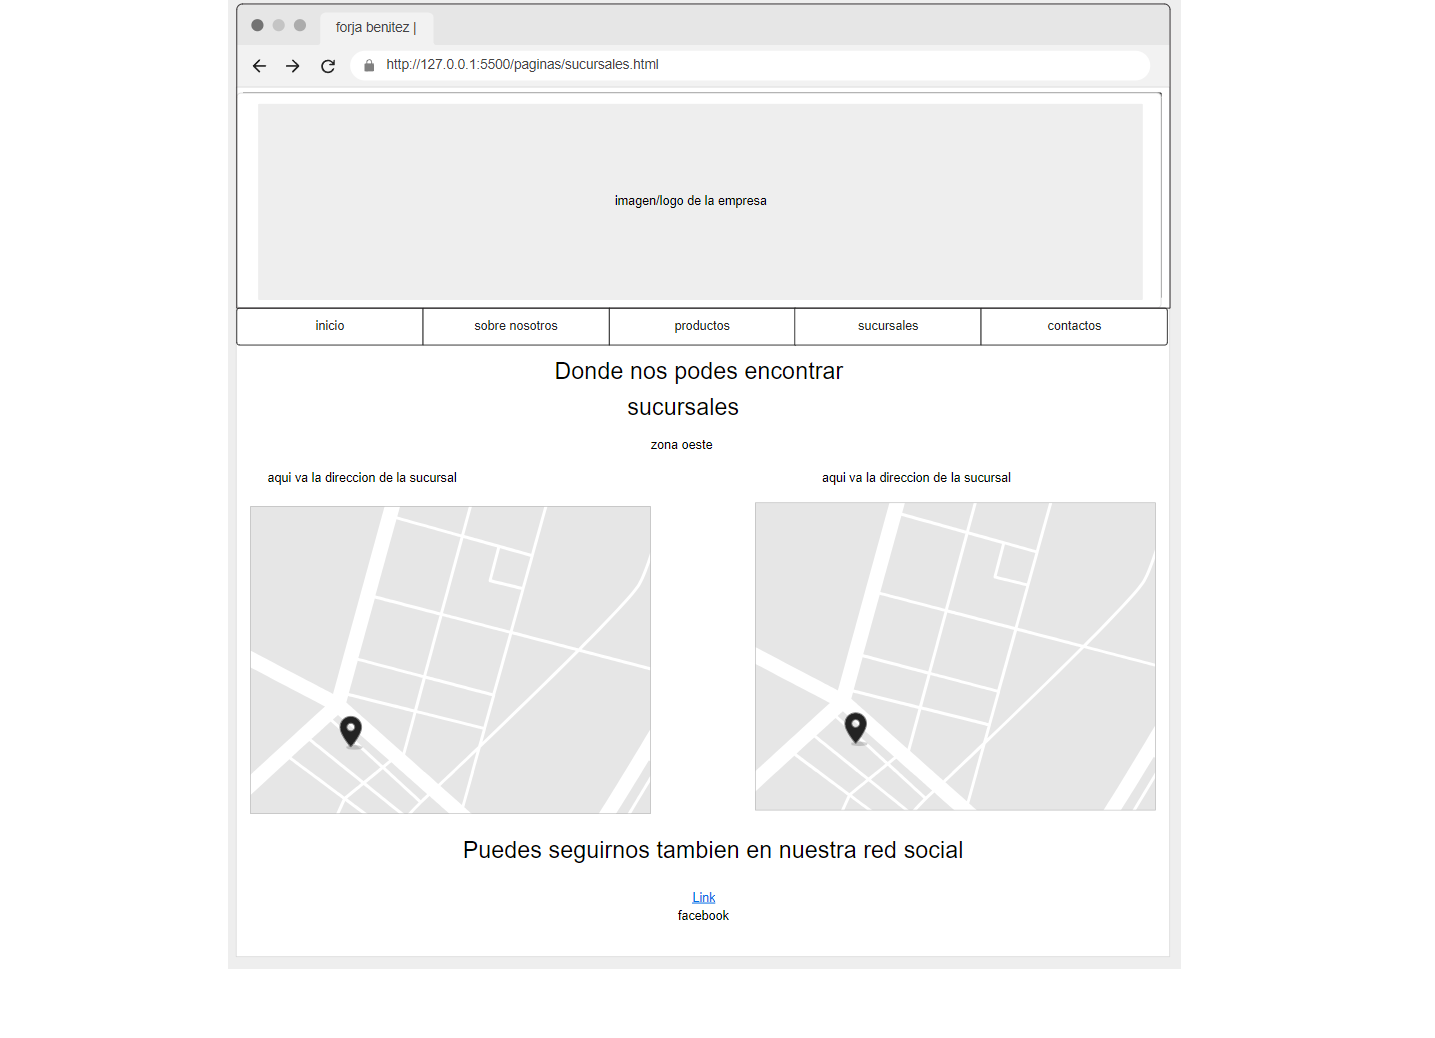 forja benitez |
http://127.0.0.1:5500/paginas/sucursales.html
imagen/logo de la empresa
inicio sobre nosotros productos sucursales contactos
Donde nos podes encontrar
sucursales
zona oeste
aqui va la direccion de la sucursal aqui va la direccion de la sucursal
Puedes seguirnos tambien en nuestra red social
Link
facebook